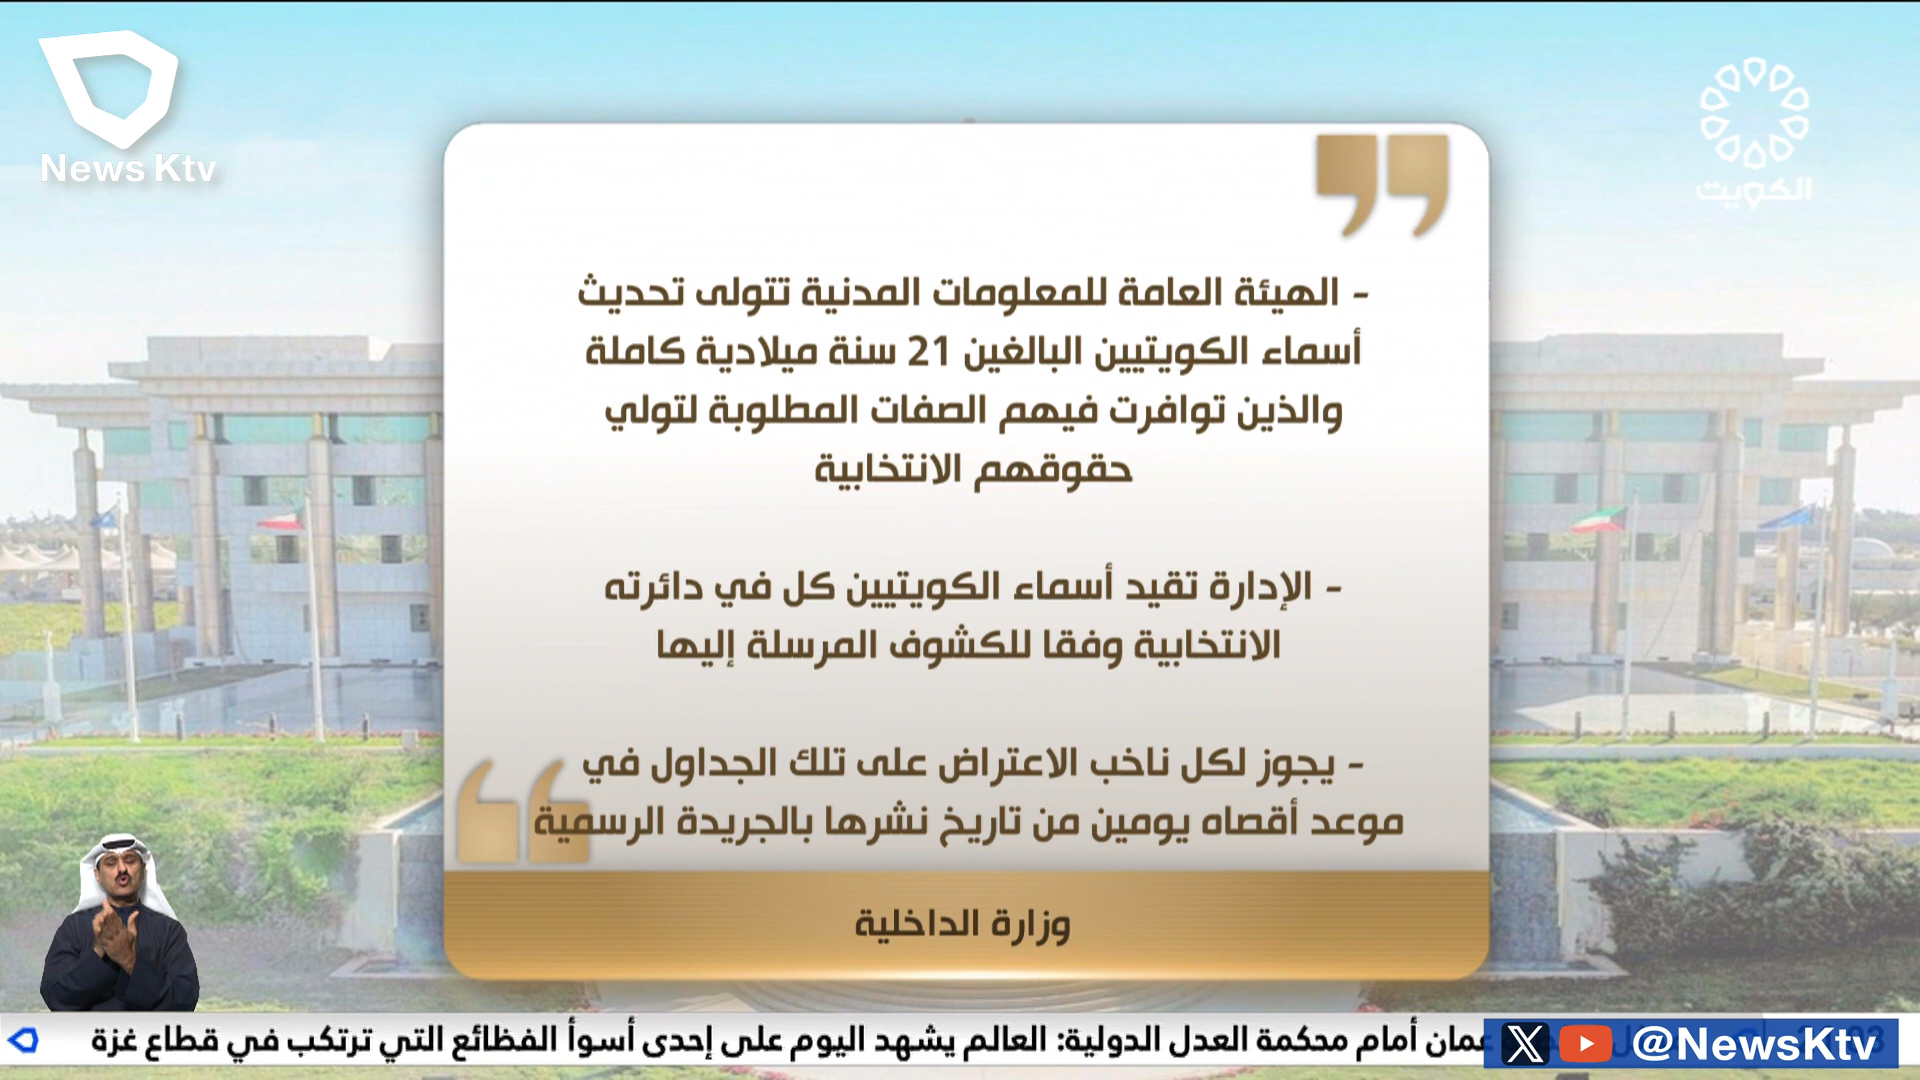 News Ktv
الكويت
- الهيئة العامة للمعلومات المدنية تتولى تحديث
أسماء الكويتيين البالغين 21 سنة ميلادية كاملة
والذين توافرت فيهم الصفات المطلوبة لتولي
حقوقهم الانتخابية
- الإدارة تقيد أسماء الكويتيين كل في دائرته
الانتخابية وفقا للكشوف المرسلة إليها
- يجوز لكل ناخب الاعتراض على تلك الجداول في
موعد أقصاه يومين من تاريخ نشرها بالجريدة الرسمية
وزارة الداخلية
عمان أمام محكمة العدل الدولية: العالم يشهد اليوم على إحدى أسوأ الفظائع التي ترتكب في قطاع غزة
@NewsKtv